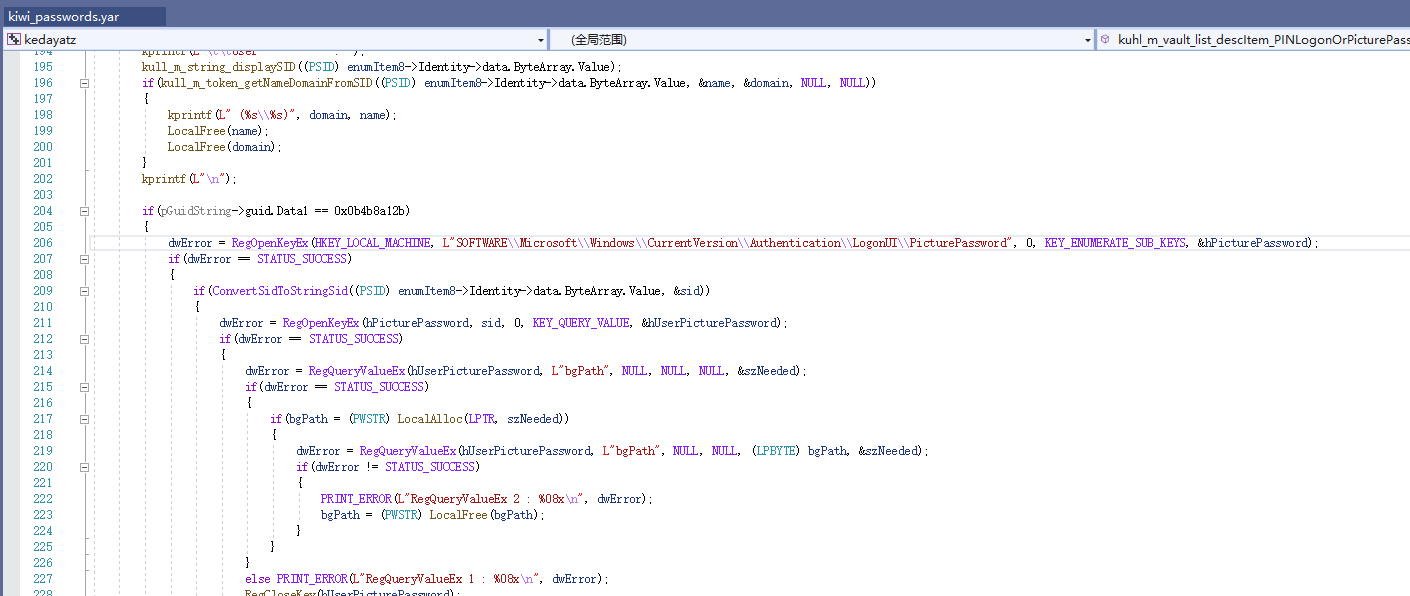 kiwi_passwords.yar
kedayatz (全局范围) kuhl_m_vault_list_descItem_PINLogonOrPicturePass
194 kprintf(L"\t\tUser : ");
195 kull_m_string_displaySID((PSID) enumItem8->Identity->data.ByteArray.Value);
196 if(kull_m_token_getNameDomainFromSID((PSID) enumItem8->Identity->data.ByteArray.Value, &name, &domain, NULL, NULL))
197 {
198 kprintf(L" (%s\\%s)", domain, name);
199 LocalFree(name);
200 LocalFree(domain);
201 }
202 kprintf(L"\n");
203
204 if(pGuidString->guid.Data1 == 0x0b4b8a12b)
205 {
206 dwError = RegOpenKeyEx(HKEY_LOCAL_MACHINE, L"SOFTWARE\\Microsoft\\Windows\\CurrentVersion\\Authentication\\LogonUI\\PicturePassword", 0, KEY_ENUMERATE_SUB_KEYS, &hPicturePassword);
207 if(dwError == STATUS_SUCCESS)
208 {
209 if(ConvertSidToStringSid((PSID) enumItem8->Identity->data.ByteArray.Value, &sid))
210 {
211 dwError = RegOpenKeyEx(hPicturePassword, sid, 0, KEY_QUERY_VALUE, &hUserPicturePassword);
212 if(dwError == STATUS_SUCCESS)
213 {
214 dwError = RegQueryValueEx(hUserPicturePassword, L"bgPath", NULL, NULL, NULL, &szNeeded);
215 if(dwError == STATUS_SUCCESS)
216 {
217 if(bgPath = (PWSTR) LocalAlloc(LPTR, szNeeded))
218 {
219 dwError = RegQueryValueEx(hUserPicturePassword, L"bgPath", NULL, NULL, (LPBYTE) bgPath, &szNeeded);
220 if(dwError != STATUS_SUCCESS)
221 {
222 PRINT_ERROR(L"RegQueryValueEx 2 : %08x\n", dwError);
223 bgPath = (PWSTR) LocalFree(bgPath);
224 }
225 }
226 }
227 else PRINT_ERROR(L"RegQueryValueEx 1 : %08x\n", dwError);
228 RegCloseKey(hUserPicturePassword);